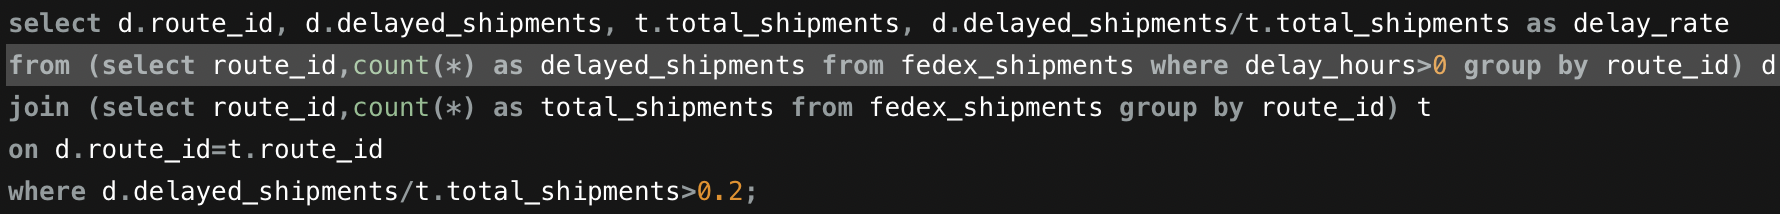 select d.route_id, d.delayed_shipments, t.total_shipments, d.delayed_shipments/t.total_shipments as delay_rate
from (select route_id,count(*) as delayed_shipments from fedex_shipments where delay_hours>0 group by route_id) d
join (select route_id,count(*) as total_shipments from fedex_shipments group by route_id) t
on d.route_id=t.route_id
where d.delayed_shipments/t.total_shipments>0.2;